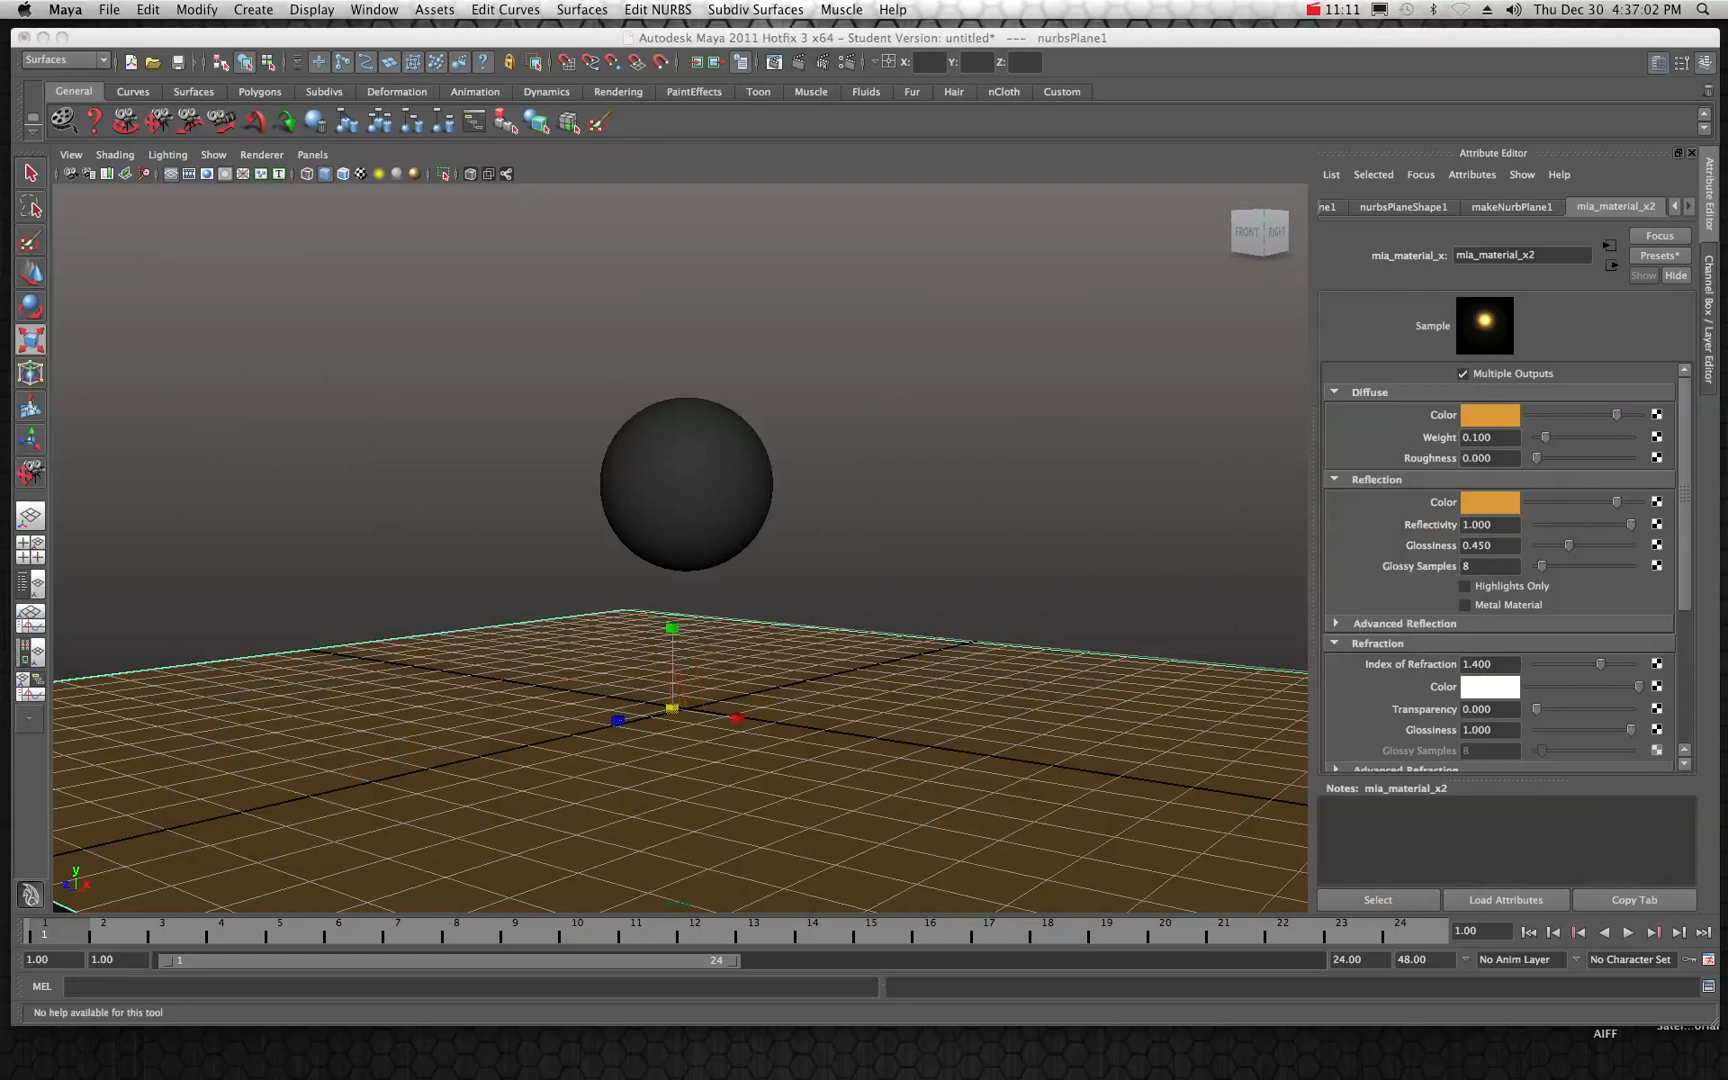 Maya File Edit Modify Create Display Window Assets Edit Curves Surfaces Edit NURBS Subdiv Surfaces Muscle Help 11:11 Thu Dec 30 4:37:02 PM
Autodesk Maya 2011 Hotfix 3 x64 - Student Version: untitled* --- nurbsPlane1
Surfaces X: Y: Z:
General Curves Surfaces Polygons Subdivs Deformation Animation Dynamics Rendering PaintEffects Toon Muscle Fluids Fur Hair nCloth Custom
View Shading Lighting Show Renderer Panels
FRONT RIGHT
Attribute Editor
List Selected Focus Attributes Show Help
ne1 nurbsPlaneShape1 makeNurbPlane1 mia_material_x2
Focus
mia_material_x: mia_material_x2 Presets*
Show Hide
Sample
Multiple Outputs
Diffuse
Color
Weight 0.100
Roughness 0.000
Reflection
Color
Reflectivity 1.000
Glossiness 0.450
Glossy Samples 8
Highlights Only
Metal Material
Advanced Reflection
Refraction
Index of Refraction 1.400
Color
Transparency 0.000
Glossiness 1.000
Glossy Samples 8
Advanced Refraction
Notes: mia_material_x2
Select Load Attributes Copy Tab
Attribute Editor
Channel Box / Layer Editor
y
z x
1 2 3 4 5 6 7 8 9 10 11 12 13 14 15 16 17 18 19 20 21 22 23 24
1 1.00
1.00 1.00 1 24 24.00 48.00 No Anim Layer No Character Set
MEL
No help available for this tool
AIFF